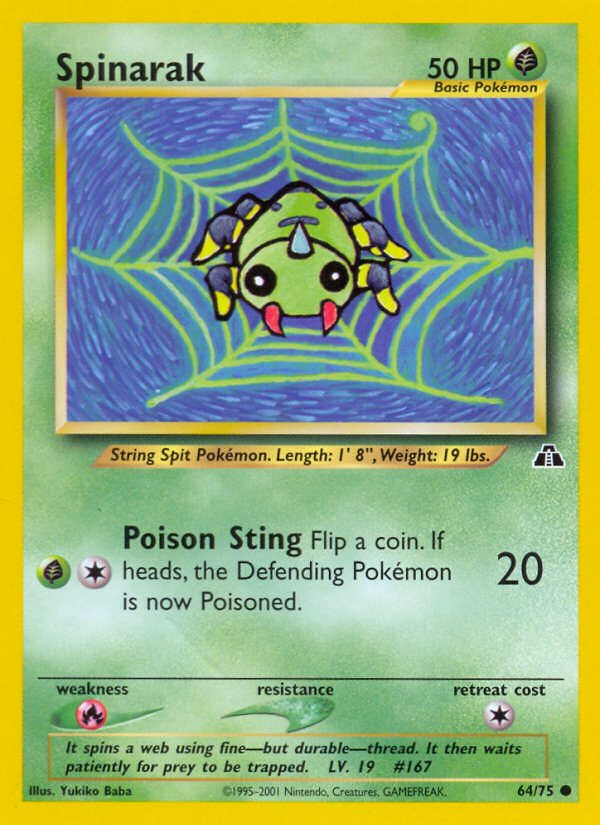 Spinarak
50 HP
Basic Pokémon
String Spit Pokémon. Length: 1' 8", Weight: 19 lbs.
Poison Sting Flip a coin. If
heads, the Defending Pokémon
is now Poisoned.
20
weakness
resistance
retreat cost
It spins a web using fine—but durable—thread. It then waits
patiently for prey to be trapped. LV. 19 #167
Illus. Yukiko Baba
©1995–2001 Nintendo, Creatures, GAMEFREAK.
64/75